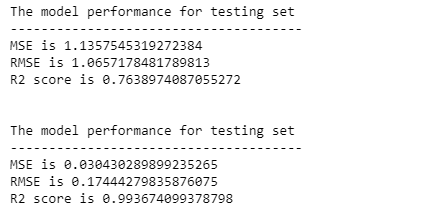 The model performance for testing set
--------------------------------------
MSE is 1.1357545319272384
RMSE is 1.0657178481789813
R2 score is 0.7638974087055272
The model performance for testing set
--------------------------------------
MSE is 0.030430289899235265
RMSE is 0.17444279835876075
R2 score is 0.993674099378798